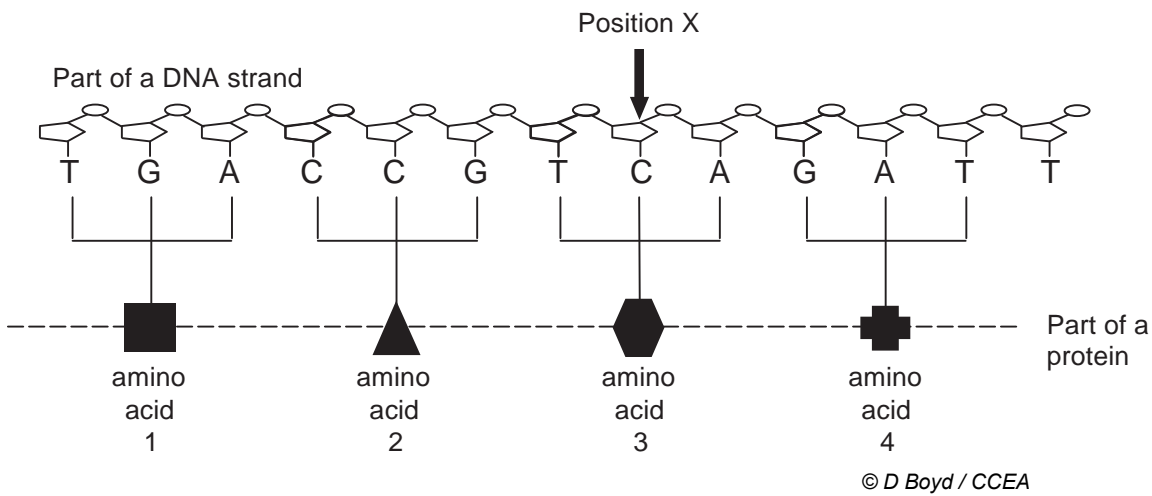 Position X
Part of a DNA strand
T G A C C G T C A G A T T
Part of a
protein
amino amino amino amino
acid acid acid acid
1 2 3 4
© D Boyd / CCEA